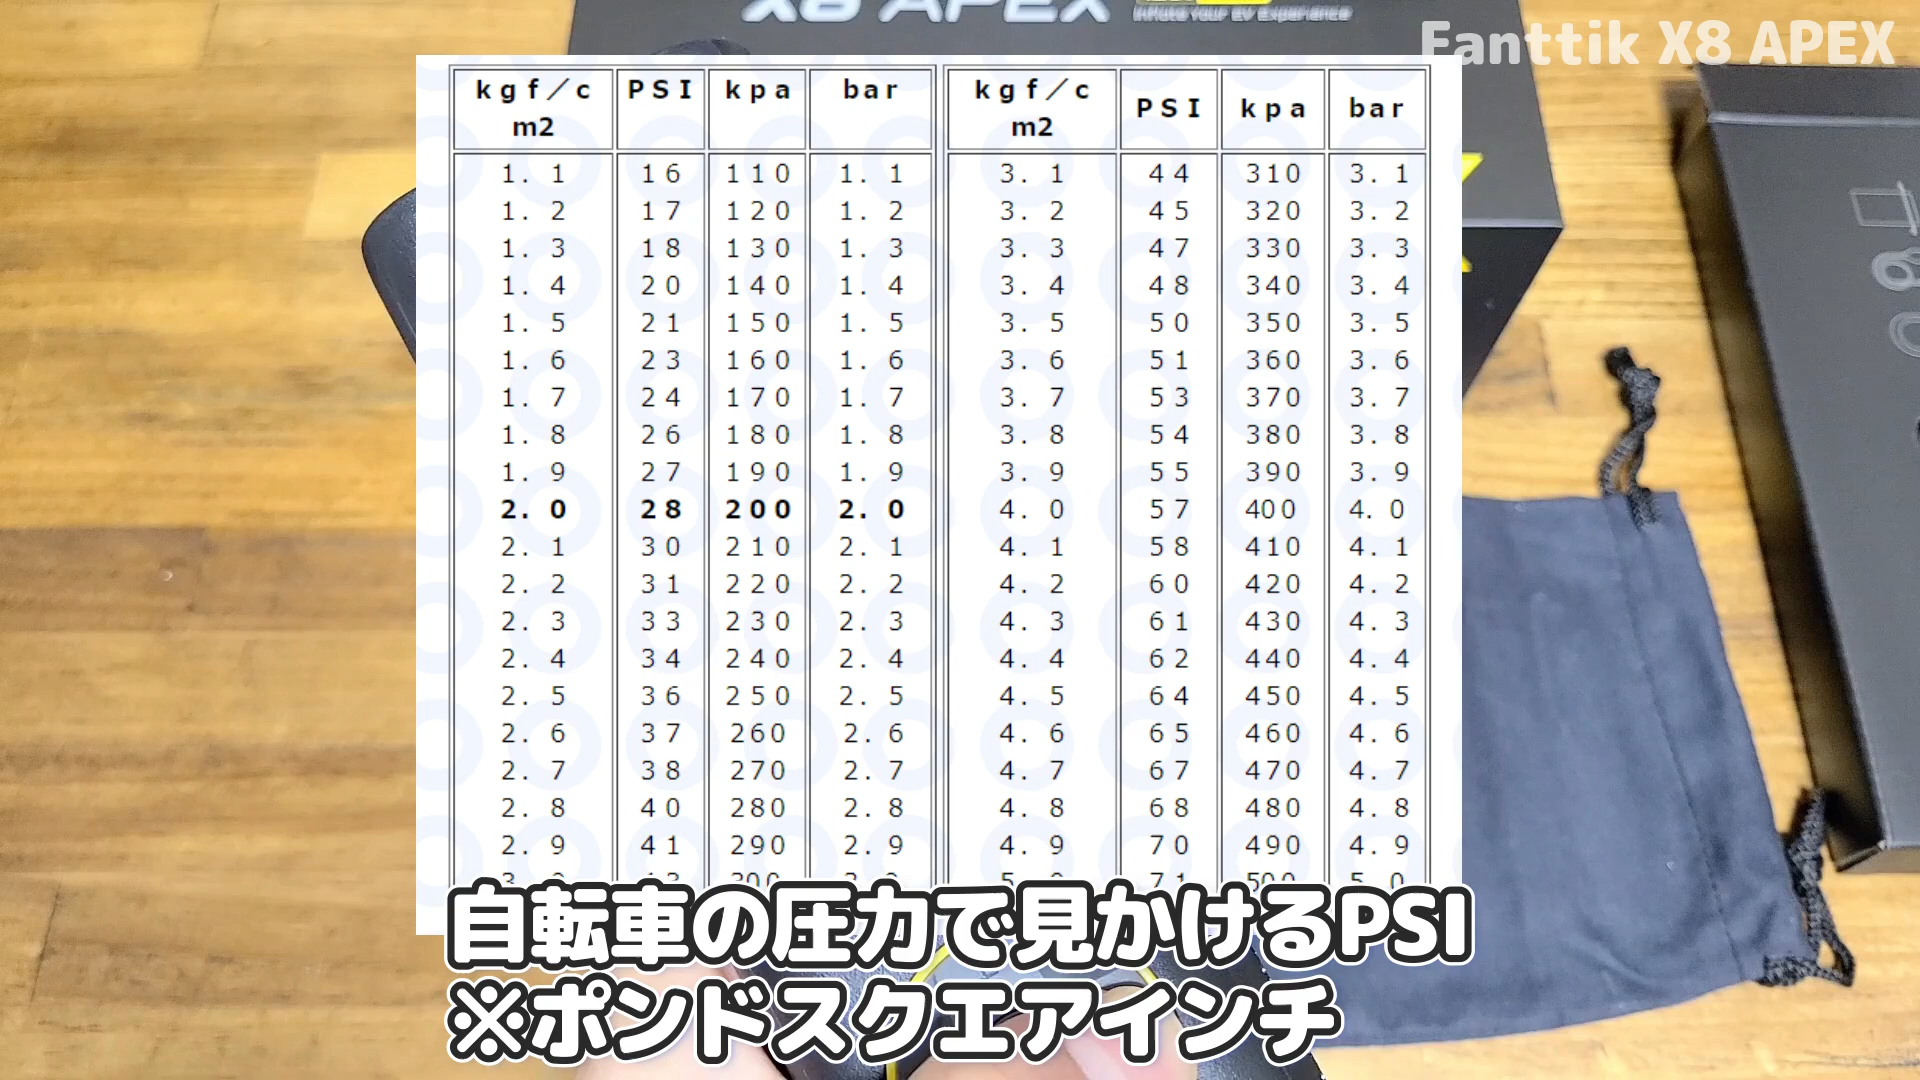 X8 APEX
Fanttik X8 APEX
kgf／cm2 PSI kpa bar kgf／cm2 PSI kpa bar
1.1 16 110 1.1 3.1 44 310 3.1
1.2 17 120 1.2 3.2 45 320 3.2
1.3 18 130 1.3 3.3 47 330 3.3
1.4 20 140 1.4 3.4 48 340 3.4
1.5 21 150 1.5 3.5 50 350 3.5
1.6 23 160 1.6 3.6 51 360 3.6
1.7 24 170 1.7 3.7 53 370 3.7
1.8 26 180 1.8 3.8 54 380 3.8
1.9 27 190 1.9 3.9 55 390 3.9
2.0 28 200 2.0 4.0 57 400 4.0
2.1 30 210 2.1 4.1 58 410 4.1
2.2 31 220 2.2 4.2 60 420 4.2
2.3 33 230 2.3 4.3 61 430 4.3
2.4 34 240 2.4 4.4 62 440 4.4
2.5 36 250 2.5 4.5 64 450 4.5
2.6 37 260 2.6 4.6 65 460 4.6
2.7 38 270 2.7 4.7 67 470 4.7
2.8 40 280 2.8 4.8 68 480 4.8
2.9 41 290 2.9 4.9 70 490 4.9
自転車の圧力で見かけるPSI
※ポンドスクエアインチ